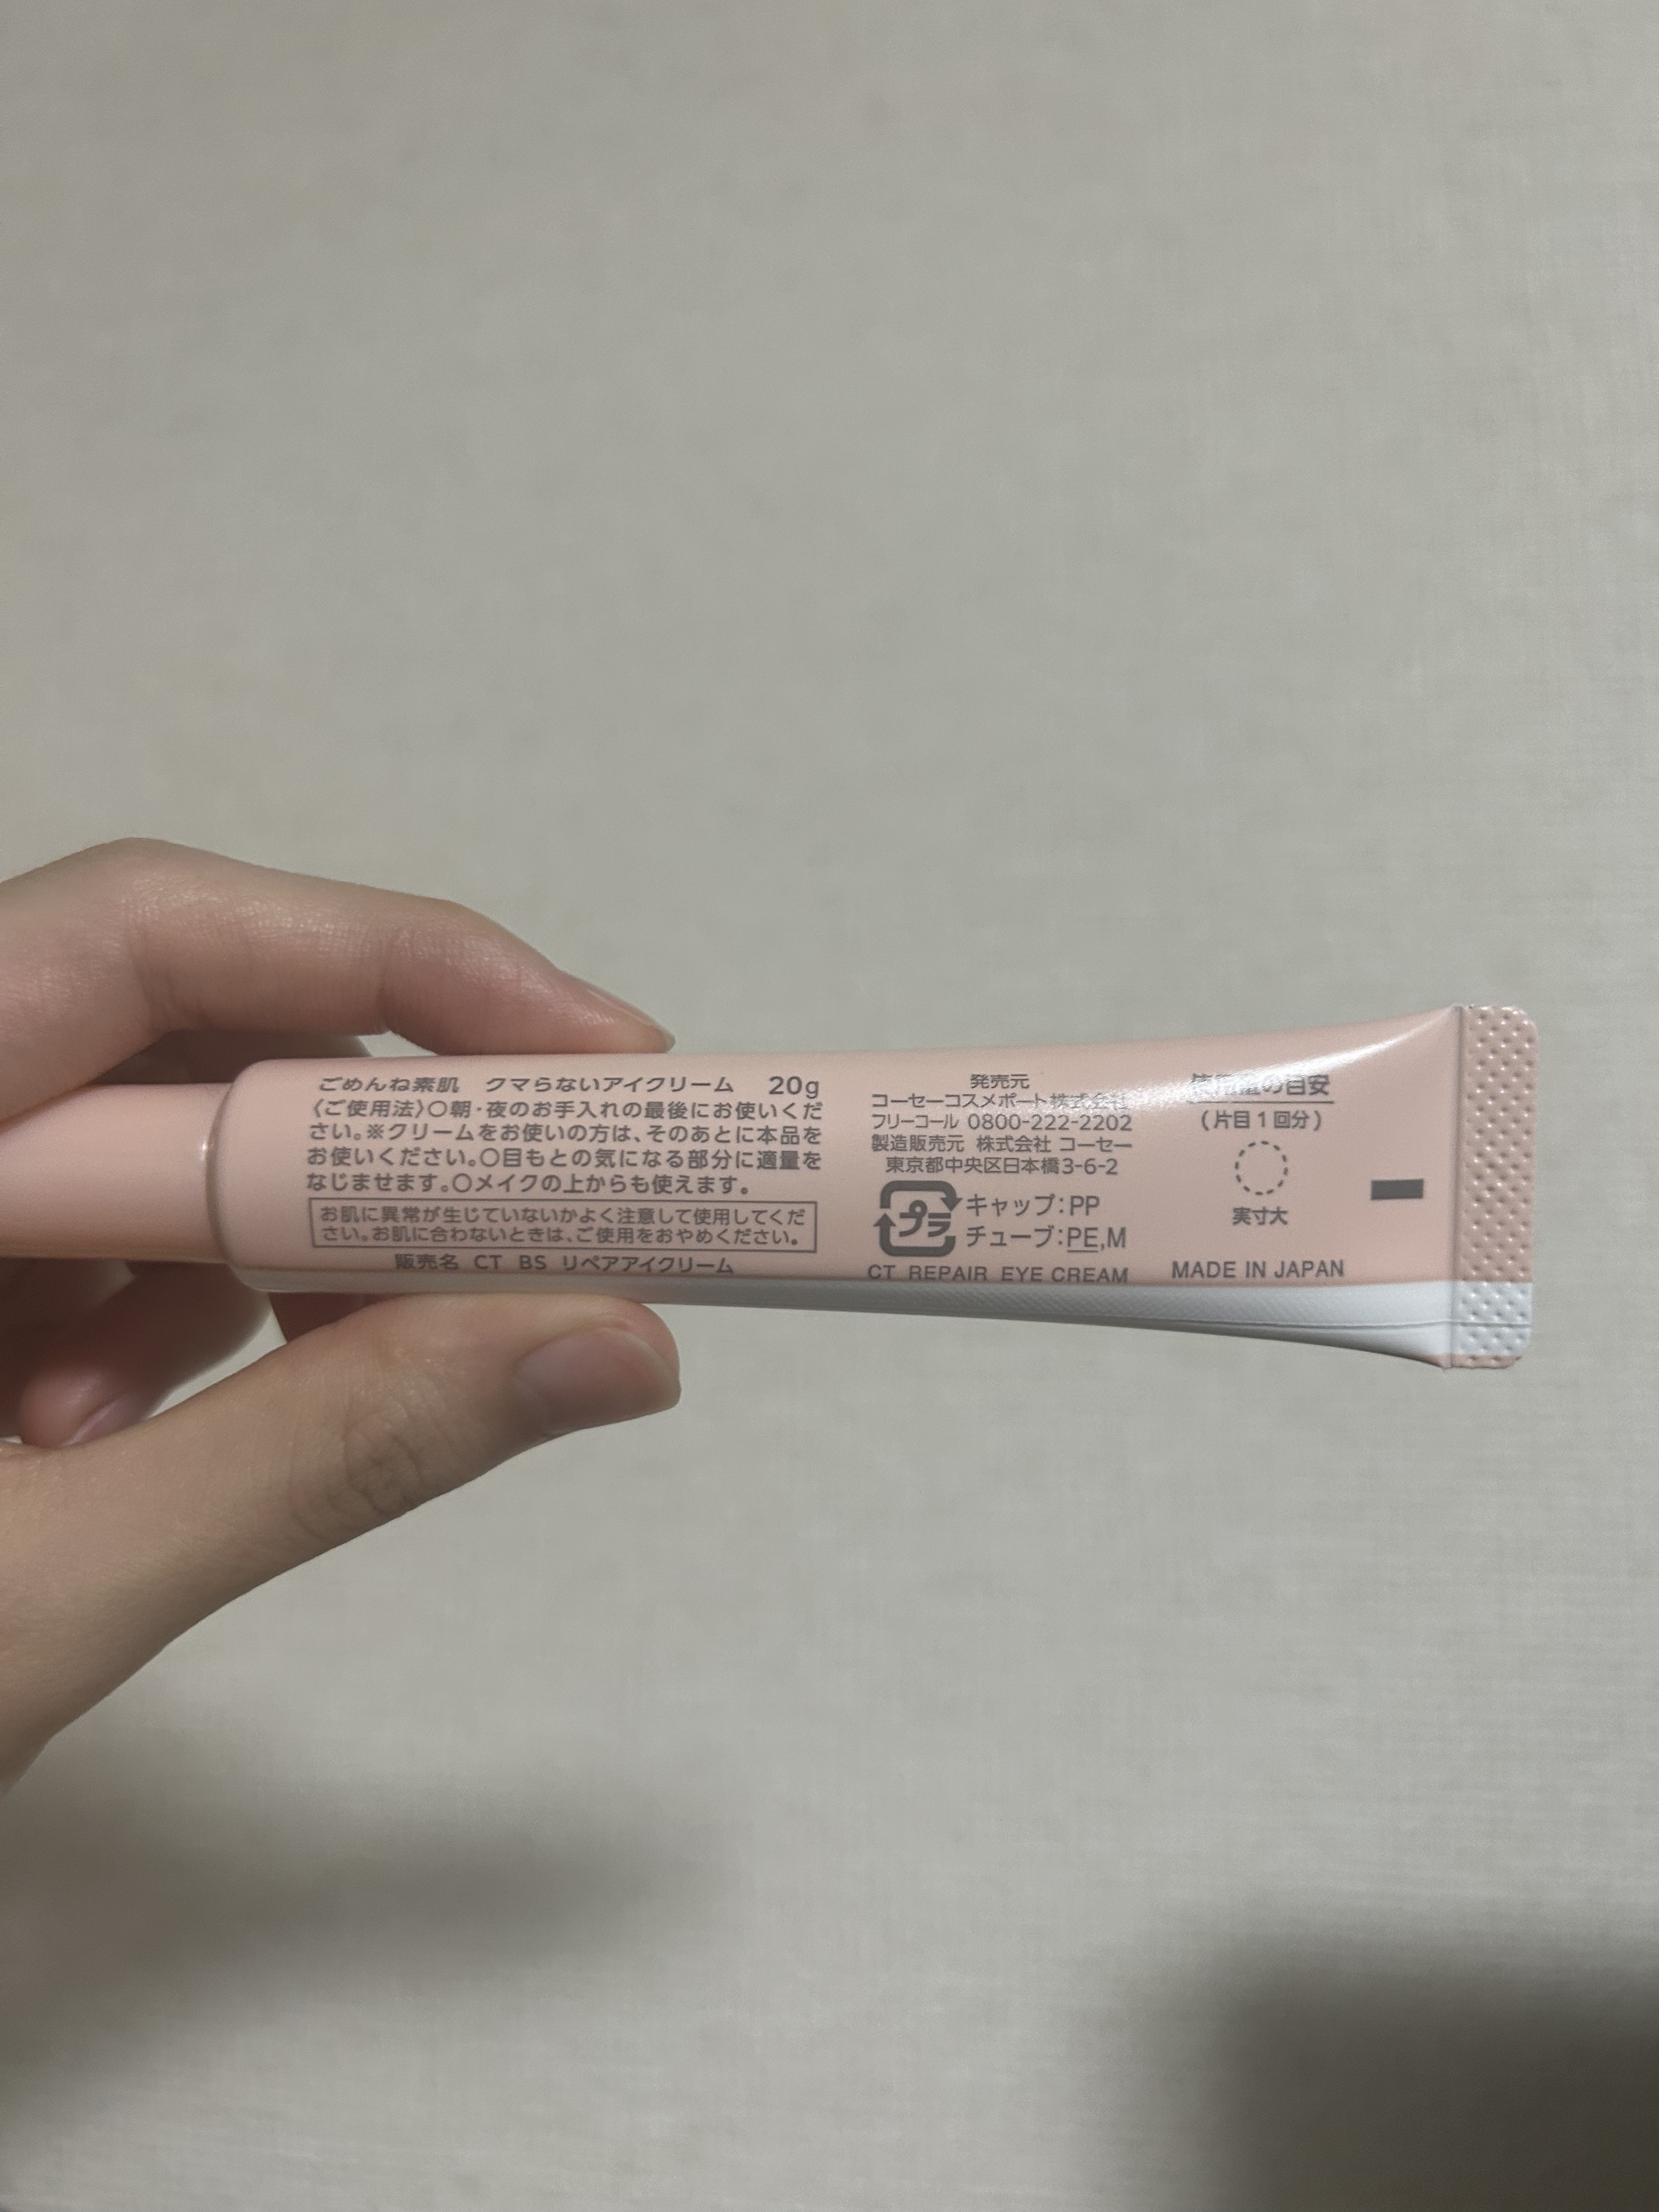 ごめんね素肌 クマらないアイクリーム 20g
〈ご使用法〉○朝・夜のお手入れの最後にお使いくだ
さい。※クリームをお使いの方は、そのあとに本品を
お使いください。○目もとの気になる部分に適量を
なじませます。○メイクの上からも使えます。
お肌に異常が生じていないかよく注意して使用してくだ
さい。お肌に合わないときは、ご使用をおやめください。
販売名 CT BS リペアアイクリーム
発売元
コーセーコスメポート株式会社
フリーコール 0800-222-2202
製造販売元 株式会社 コーセー
東京都中央区日本橋3-6-2
プラ
キャップ:PP
チューブ:PE,M
CT REPAIR EYE CREAM
使用量の目安
(片目1回分)
実寸大
MADE IN JAPAN